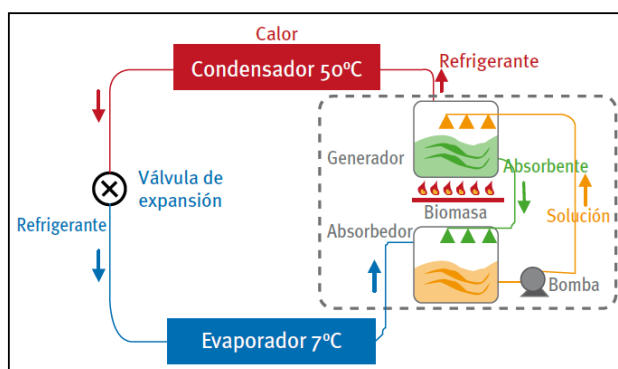 Calor
Condensador 50ºC
Refrigerante
Generador
Absorbente
Válvula de
expansión
Biomasa
Solución
Refrigerante
Absorbedor
Bomba
Evaporador 7ºC